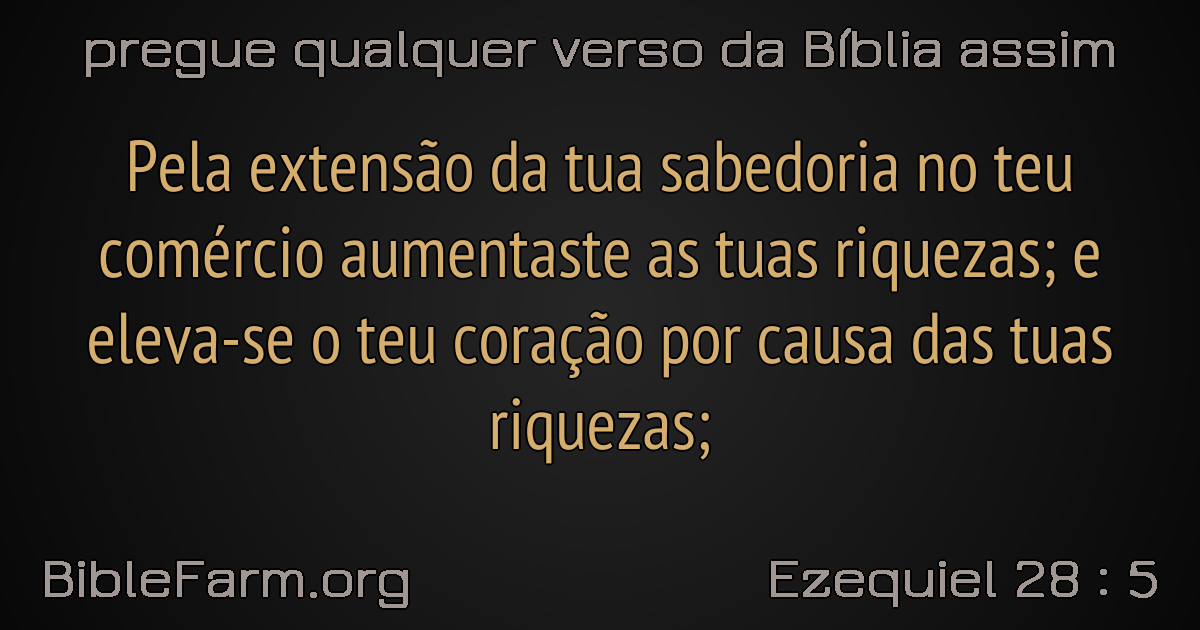 pregue qualquer verso da Bíblia assim
Pela extensão da tua sabedoria no teu
comércio aumentaste as tuas riquezas; e
eleva-se o teu coração por causa das tuas
riquezas;
BibleFarm.org
Ezequiel 28 : 5